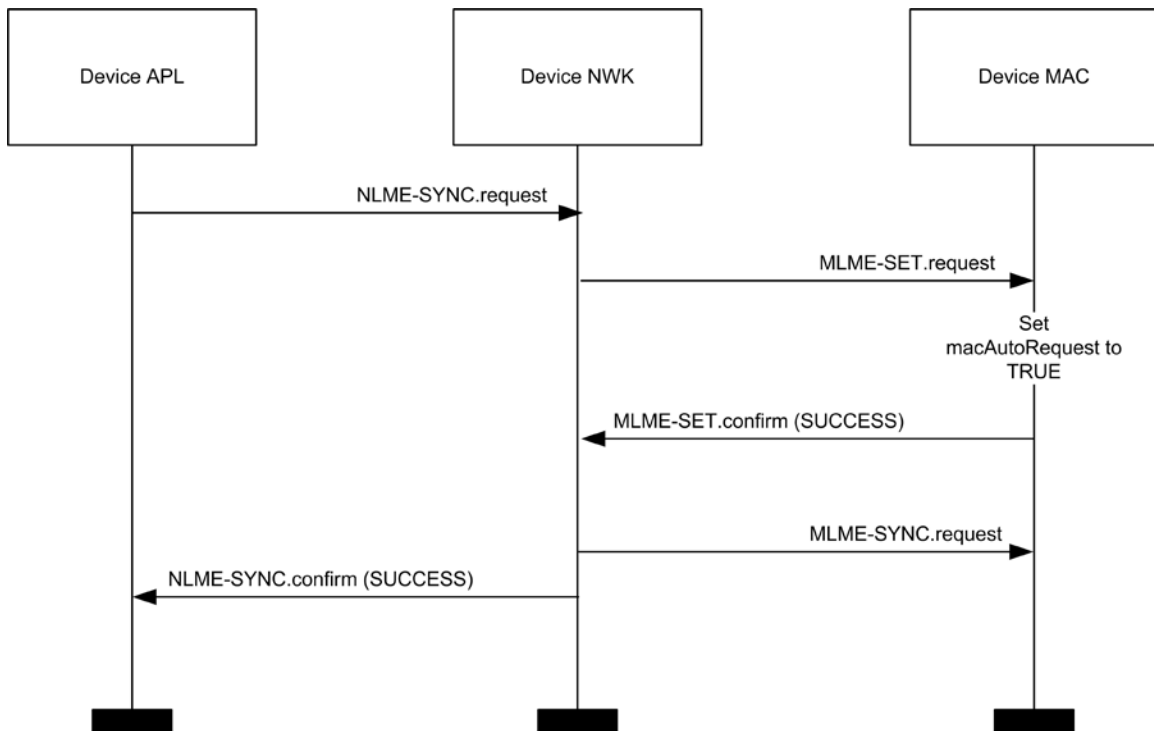 Device APL
Device NWK
Device MAC
NLME-SYNC.request
MLME-SET.request
Set
macAutoRequest to
TRUE
MLME-SET.confirm (SUCCESS)
MLME-SYNC.request
NLME-SYNC.confirm (SUCCESS)